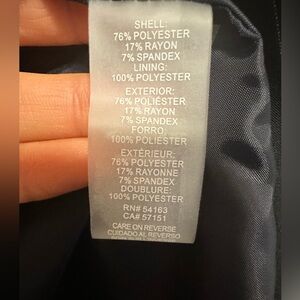 SHELL:
76% POLYESTER
17% RAYON
7% SPANDEX
LINING:
100% POLYESTER
EXTERIOR:
76% POLIÉSTER
17% RAYON
7% SPANDEX
FORRO:
100% POLIÉSTER
EXTÉRIEUR:
76% POLYESTER
17% RAYONNE
7% SPANDEX
DOUBLURE:
100% POLYESTER
RN# 54163
CA# 57151
CARE ON REVERSE
CUIDADO AL REVERSO